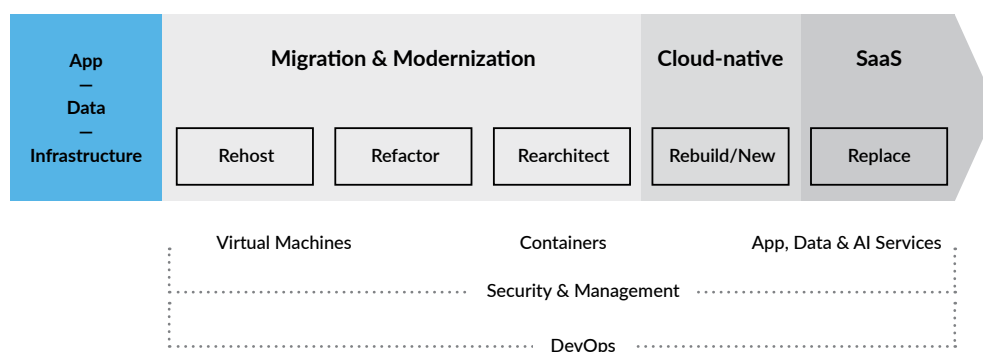 App
—
Data
—
Infrastructure
Migration & Modernization
Cloud-native
SaaS
Rehost
Refactor
Rearchitect
Rebuild/New
Replace
Virtual Machines
Containers
App, Data & AI Services
Security & Management
DevOps